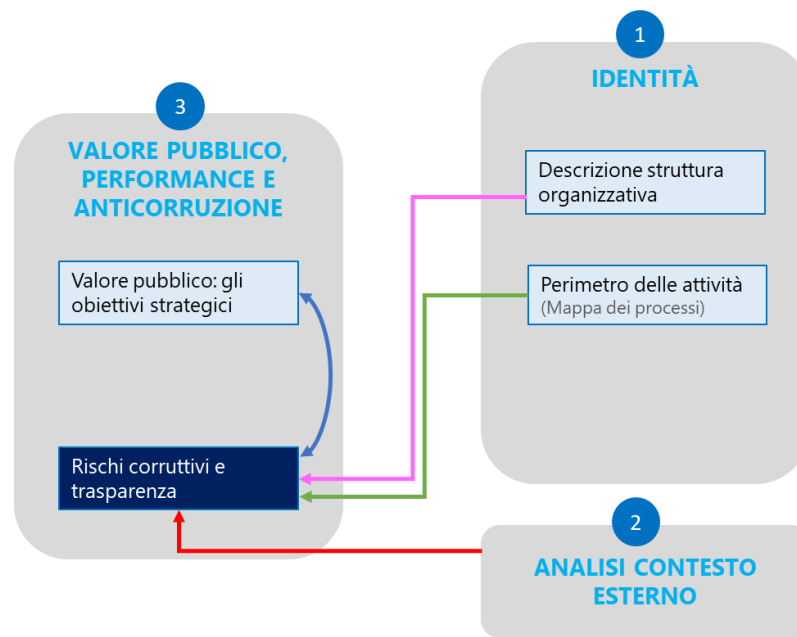 1
IDENTITÀ
Descrizione struttura
organizzativa
Perimetro delle attività
(Mappa dei processi)
2
ANALISI CONTESTO
ESTERNO
3
VALORE PUBBLICO,
PERFORMANCE E
ANTICORRUZIONE
Valore pubblico: gli
obiettivi strategici
Rischi corruttivi e
trasparenza